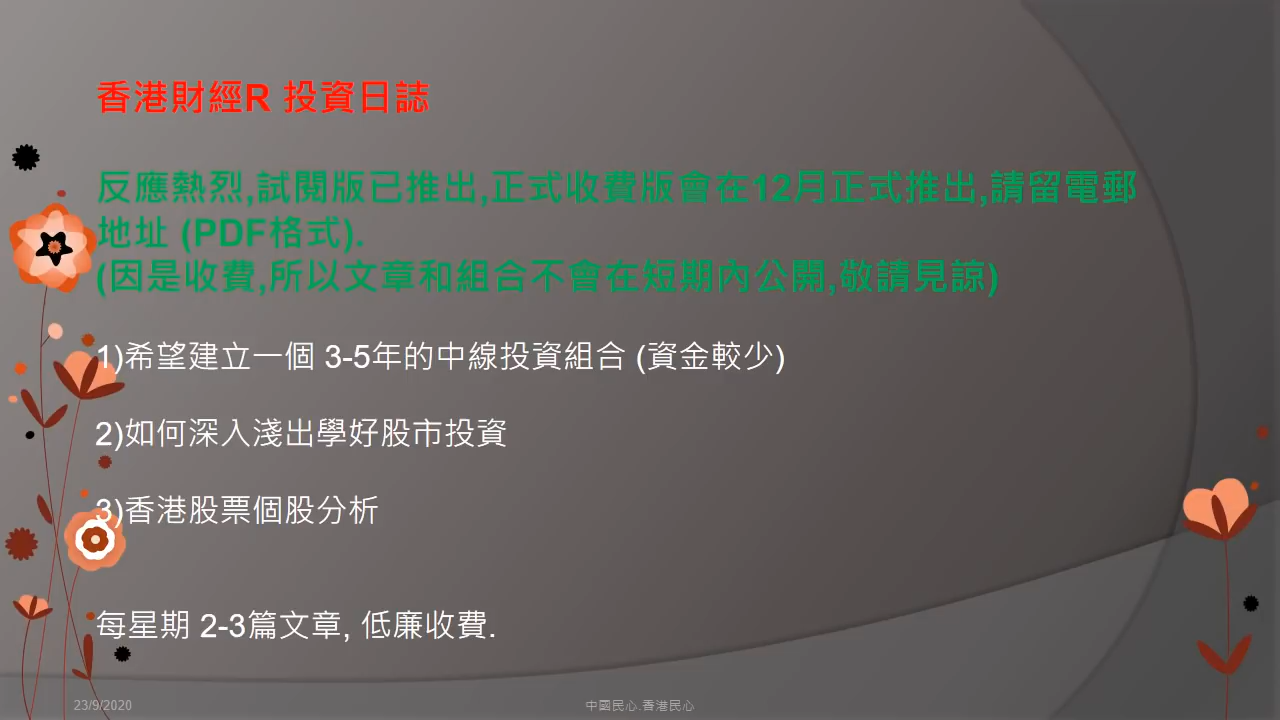 香港財經R 投資日誌
反應熱烈,試閱版已推出,正式收費版會在12月正式推出,請留電郵
地址 (PDF格式).
(因是收費,所以文章和組合不會在短期內公開,敬請見諒)
1)希望建立一個 3-5年的中線投資組合 (資金較少)
2)如何深入淺出學好股市投資
3)香港股票個股分析
每星期 2-3篇文章, 低廉收費.
23/9/2020
中國民心.香港民心